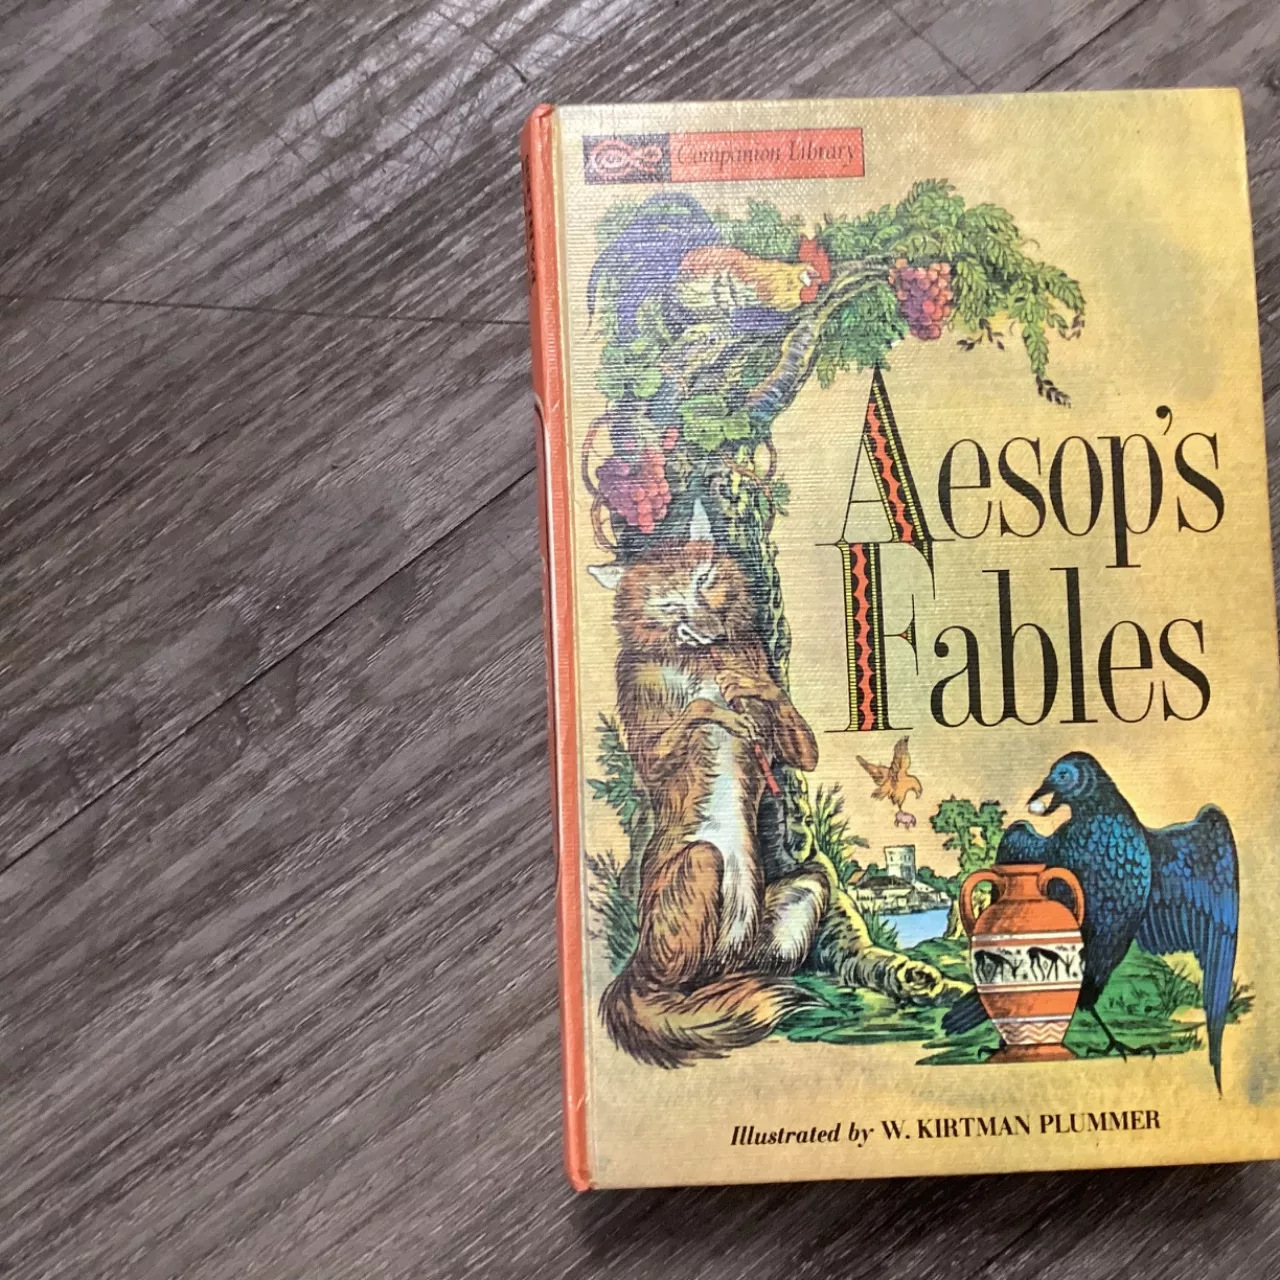 Companion Library
Aesop's
Fables
Illustrated by W. KIRTMAN PLUMMER